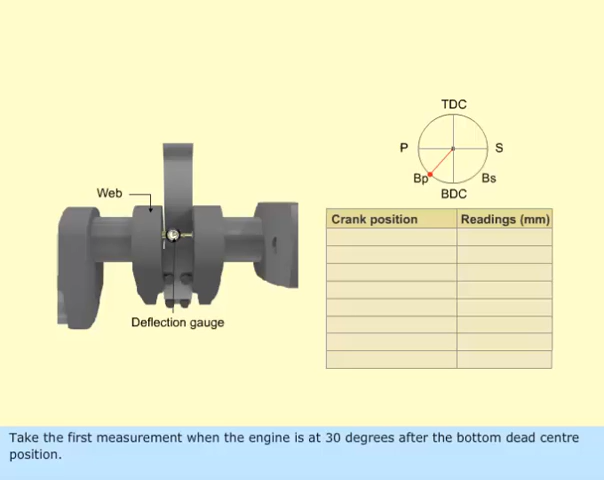 TDC
P
S
Bp
Bs
BDC
Web
Crank position Readings (mm)
Deflection gauge
Take the first measurement when the engine is at 30 degrees after the bottom dead centre
position.